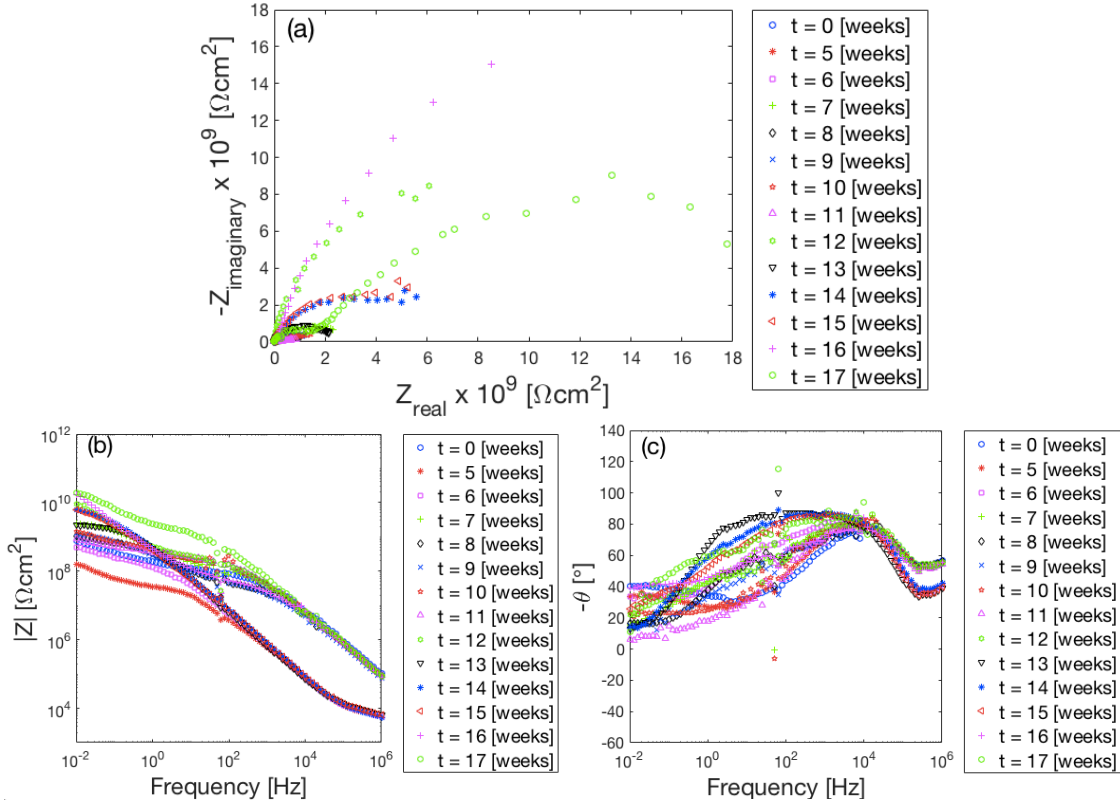 (a)
-Z_imaginary x 10^9 [Ωcm^2]
18
16
14
12
10
8
6
4
2
0
0 2 4 6 8 10 12 14 16 18
Z_real x 10^9 [Ωcm^2]
t = 0 [weeks]
t = 5 [weeks]
t = 6 [weeks]
t = 7 [weeks]
t = 8 [weeks]
t = 9 [weeks]
t = 10 [weeks]
t = 11 [weeks]
t = 12 [weeks]
t = 13 [weeks]
t = 14 [weeks]
t = 15 [weeks]
t = 16 [weeks]
t = 17 [weeks]
(b)
|Z| [Ωcm^2]
10^12
10^10
10^8
10^6
10^4
10^-2 10^0 10^2 10^4 10^6
Frequency [Hz]
t = 0 [weeks]
t = 5 [weeks]
t = 6 [weeks]
t = 7 [weeks]
t = 8 [weeks]
t = 9 [weeks]
t = 10 [weeks]
t = 11 [weeks]
t = 12 [weeks]
t = 13 [weeks]
t = 14 [weeks]
t = 15 [weeks]
t = 16 [weeks]
t = 17 [weeks]
(c)
-θ [°]
140
120
100
80
60
40
20
0
-20
-40
-60
10^-2 10^0 10^2 10^4 10^6
Frequency [Hz]
t = 0 [weeks]
t = 5 [weeks]
t = 6 [weeks]
t = 7 [weeks]
t = 8 [weeks]
t = 9 [weeks]
t = 10 [weeks]
t = 11 [weeks]
t = 12 [weeks]
t = 13 [weeks]
t = 14 [weeks]
t = 15 [weeks]
t = 16 [weeks]
t = 17 [weeks]